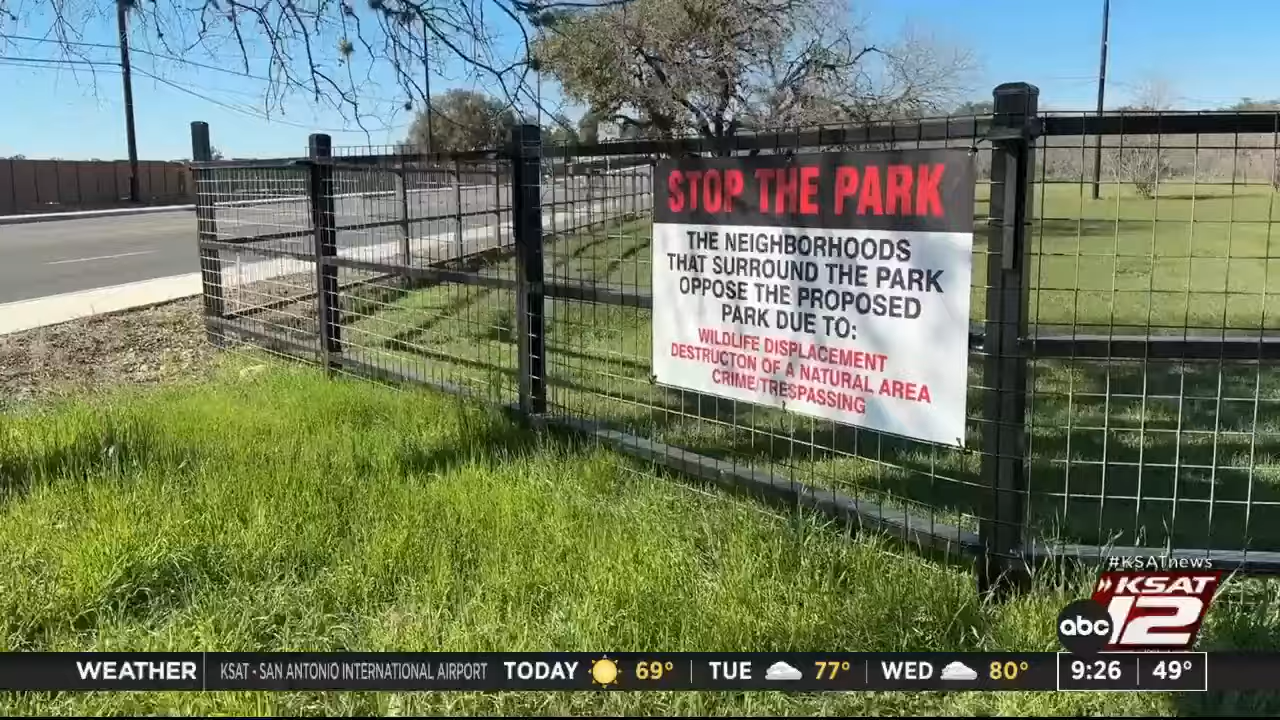 STOP THE PARK
THE NEIGHBORHOODS
THAT SURROUND THE PARK
OPPOSE THE PROPOSED
PARK DUE TO:
WILDLIFE DISPLACEMENT
DESTRUCTON OF A NATURAL AREA
CRIME/TRESPASSING
#KSATnews
» KSAT
abc 12
WEATHER KSAT - SAN ANTONIO INTERNATIONAL AIRPORT TODAY 69° TUE 77° WED 80° 9:26 49°